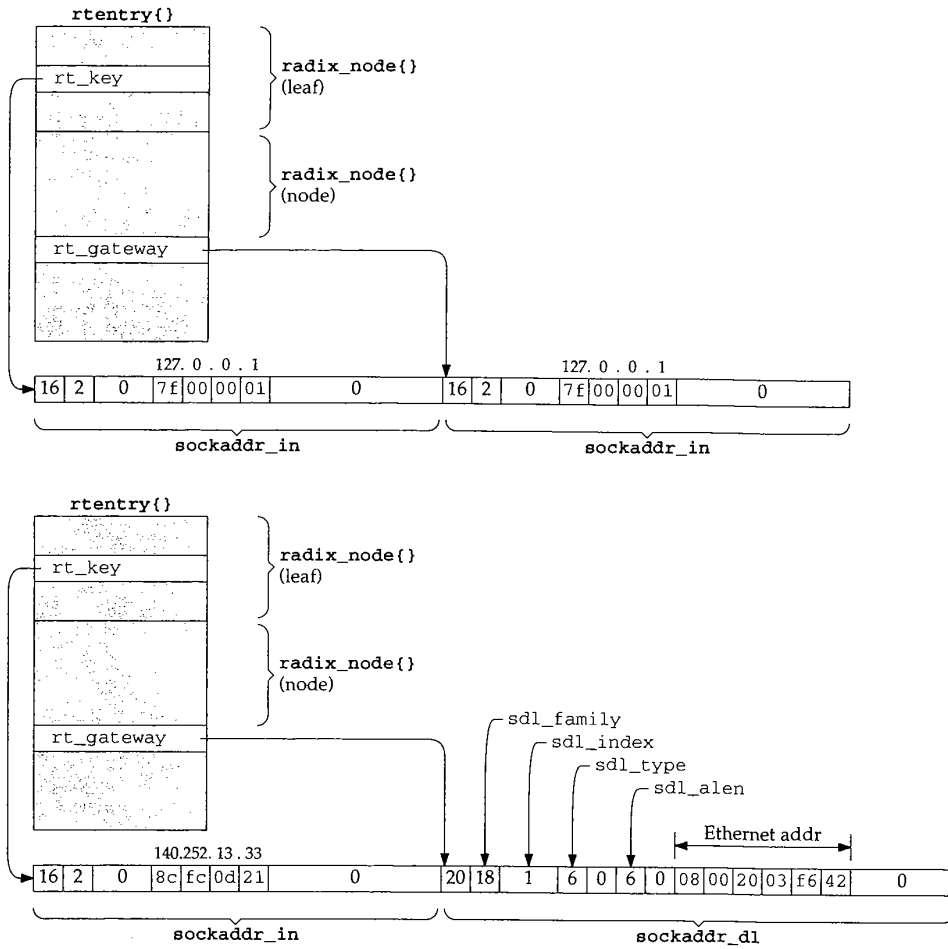 rtentry{}
radix_node{}
(leaf)
rt_key
radix_node{}
(node)
rt_gateway
127. 0 . 0 . 1 127. 0 . 0 . 1
16 2 0 7f 00 00 01 0 16 2 0 7f 00 00 01 0
sockaddr_in sockaddr_in
rtentry{}
radix_node{}
(leaf)
rt_key
radix_node{}
(node)
sdl_family
rt_gateway
sdl_index
sdl_type
sdl_alen
Ethernet addr
140.252. 13 . 33
16 2 0 8c fc 0d 21 0 20 18 1 6 0 6 0 08 00 20 03 f6 42 0
sockaddr_in sockaddr_dl